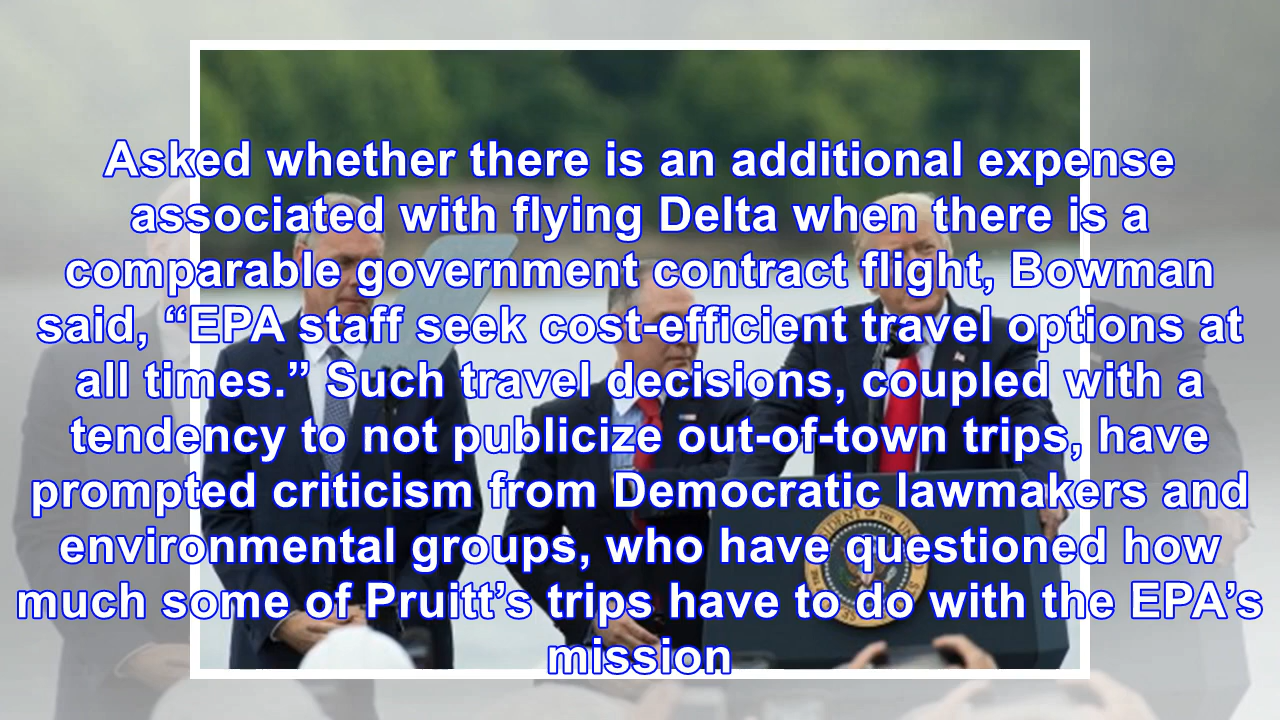 Asked whether there is an additional expense
associated with flying Delta when there is a
comparable government contract flight, Bowman
said, “EPA staff seek cost-efficient travel options at
all times.” Such travel decisions, coupled with a
tendency to not publicize out-of-town trips, have
prompted criticism from Democratic lawmakers and
environmental groups, who have questioned how
much some of Pruitt’s trips have to do with the EPA’s
mission